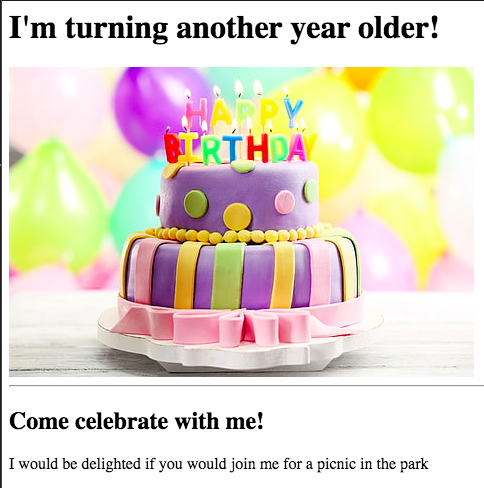 I'm turning another year older!
HAPPY
BIRTHDAY
Come celebrate with me!
I would be delighted if you would join me for a picnic in the park